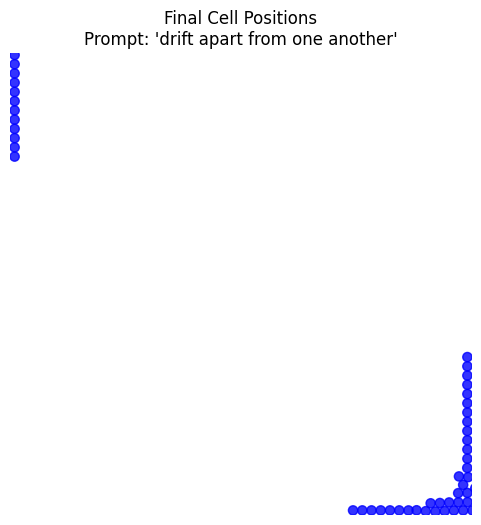 Final Cell Positions
Prompt: 'drift apart from one another'